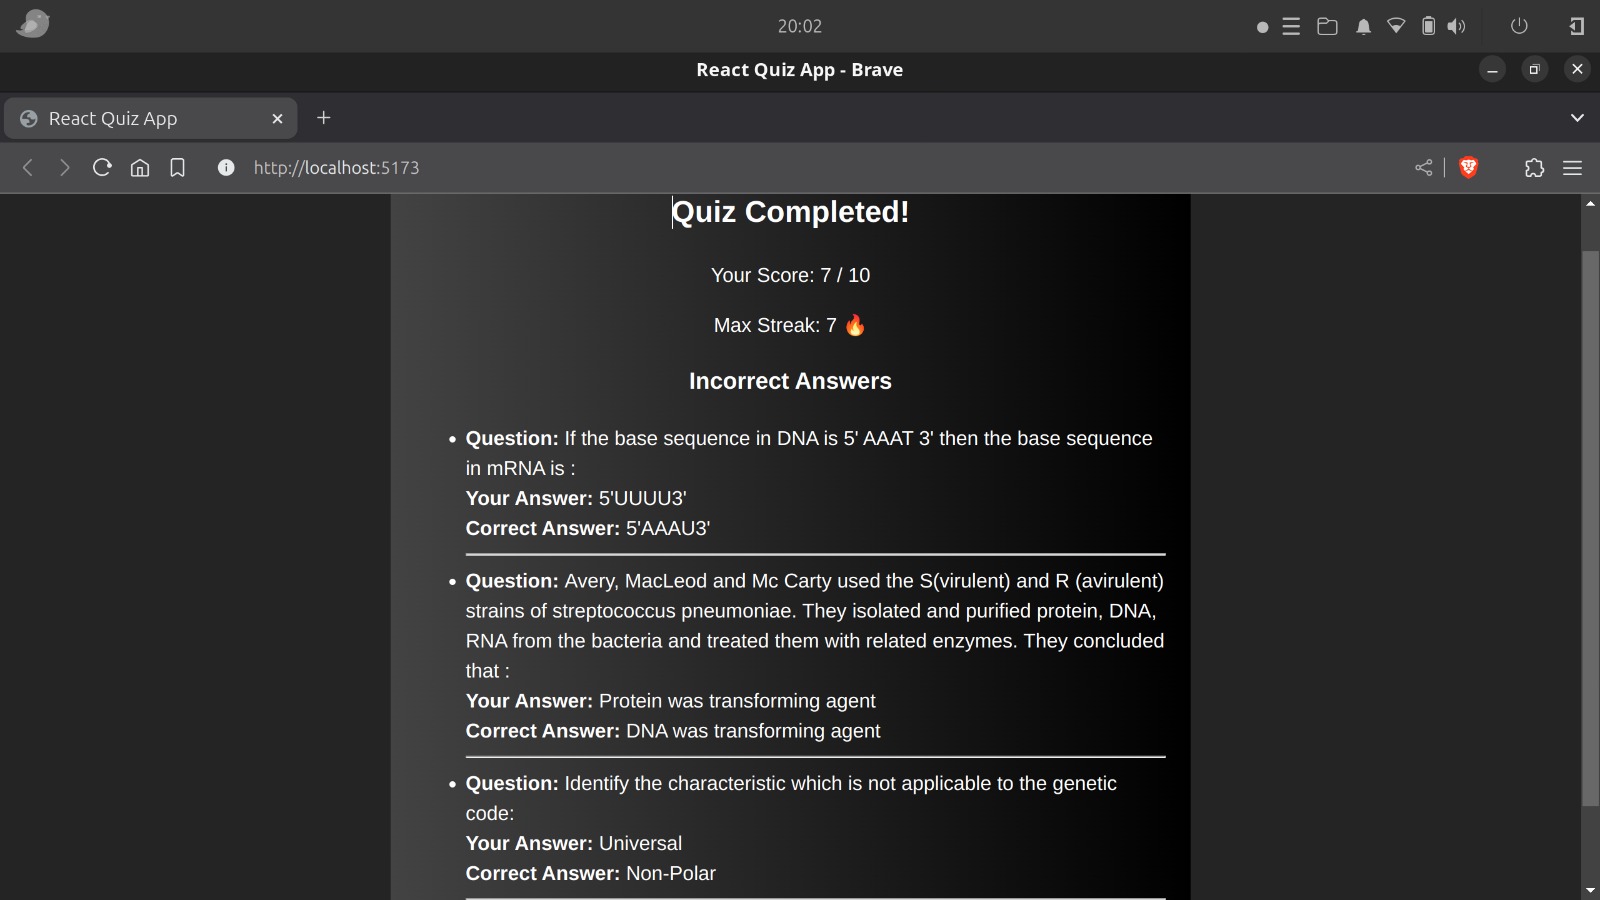 20:02
React Quiz App - Brave
React Quiz App
http://localhost:5173
Quiz Completed!
Your Score: 7 / 10
Max Streak: 7 🔥
Incorrect Answers
Question: If the base sequence in DNA is 5' AAAT 3' then the base sequence
in mRNA is :
Your Answer: 5'UUUU3'
Correct Answer: 5'AAAU3'
Question: Avery, MacLeod and Mc Carty used the S(virulent) and R (avirulent)
strains of streptococcus pneumoniae. They isolated and purified protein, DNA,
RNA from the bacteria and treated them with related enzymes. They concluded
that :
Your Answer: Protein was transforming agent
Correct Answer: DNA was transforming agent
Question: Identify the characteristic which is not applicable to the genetic
code:
Your Answer: Universal
Correct Answer: Non-Polar